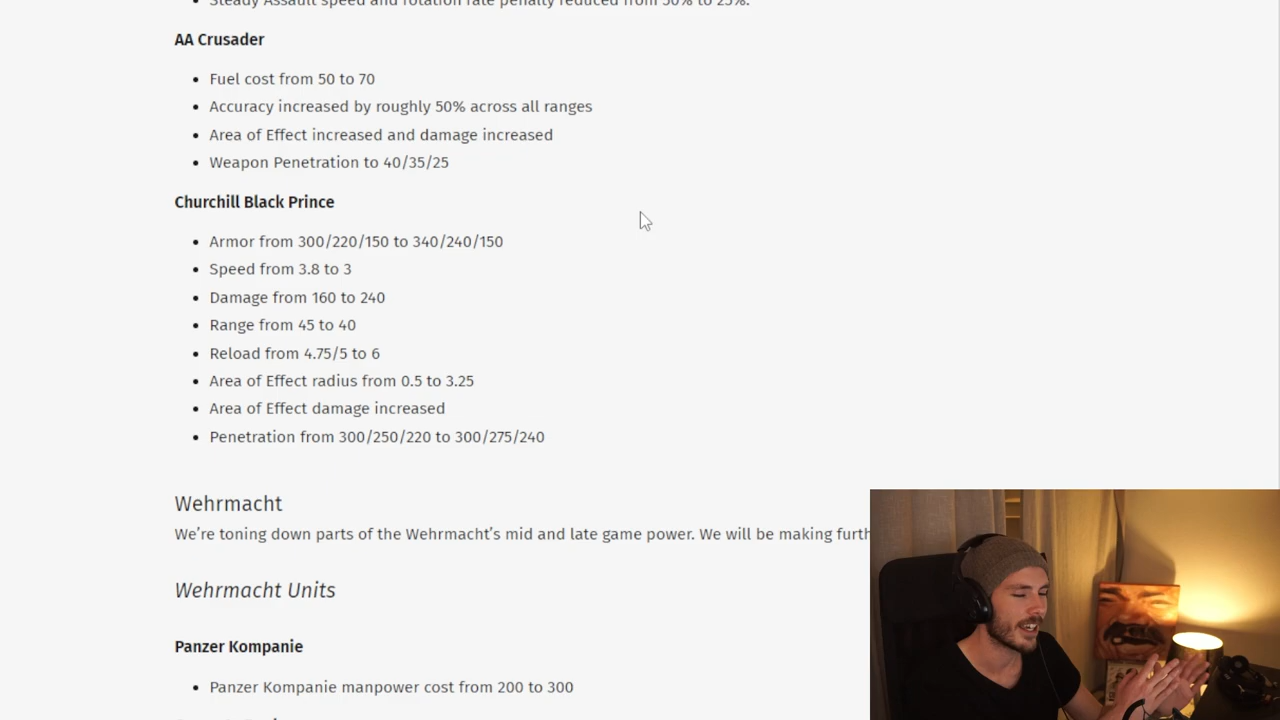 Steady Assault speed and rotation rate penalty reduced from 50% to 25%.
AA Crusader
Fuel cost from 50 to 70
Accuracy increased by roughly 50% across all ranges
Area of Effect increased and damage increased
Weapon Penetration to 40/35/25
Churchill Black Prince
Armor from 300/220/150 to 340/240/150
Speed from 3.8 to 3
Damage from 160 to 240
Range from 45 to 40
Reload from 4.75/5 to 6
Area of Effect radius from 0.5 to 3.25
Area of Effect damage increased
Penetration from 300/250/220 to 300/275/240
Wehrmacht
We’re toning down parts of the Wehrmacht’s mid and late game power. We will be making furth
Wehrmacht Units
Panzer Kompanie
Panzer Kompanie manpower cost from 200 to 300